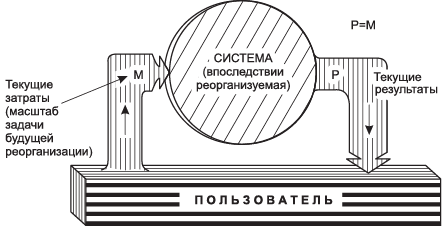 P=M
СИСТЕМА
(впоследствии
реорганизуемая)
M
P
Текущие
затраты
(масштаб
задачи
будущей
реорганизации)
Текущие
результаты
ПОЛЬЗОВАТЕЛЬ